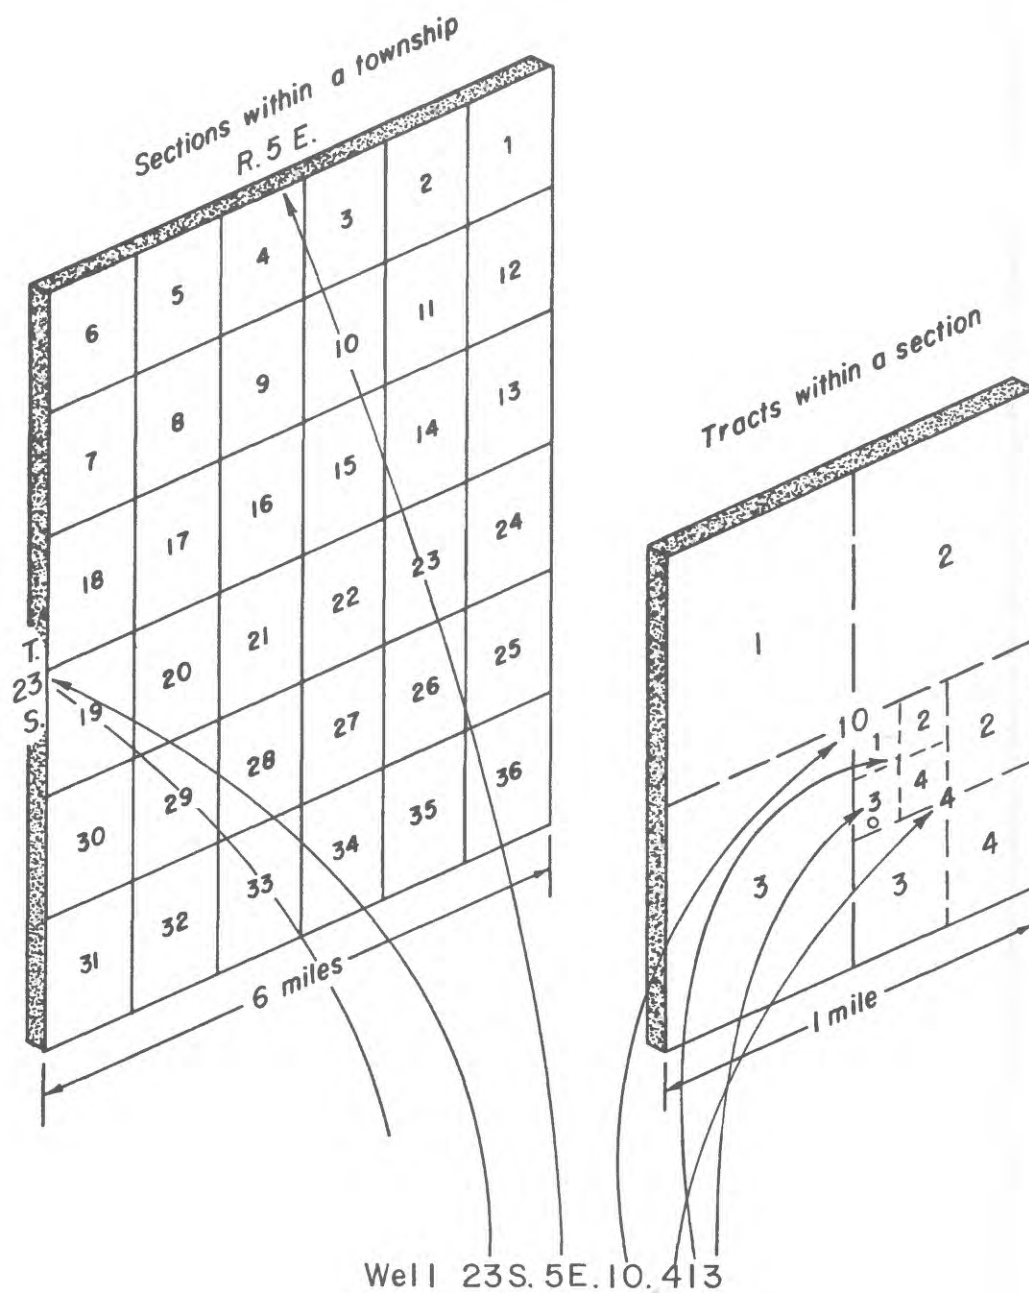 Sections within a township
R. 5 E.
6 5 4 3 2 1
7 8 9 10 11 12
18 17 16 15 14 13
T.
23
S.
19 20 21 22 23 24
30 29 28 27 26 25
31 32 33 34 35 36
6 miles
Tracts within a section
1 2
10
1 2 2
3 4 4
3 3 4
1 mile
Well 23S. 5E. 10. 413